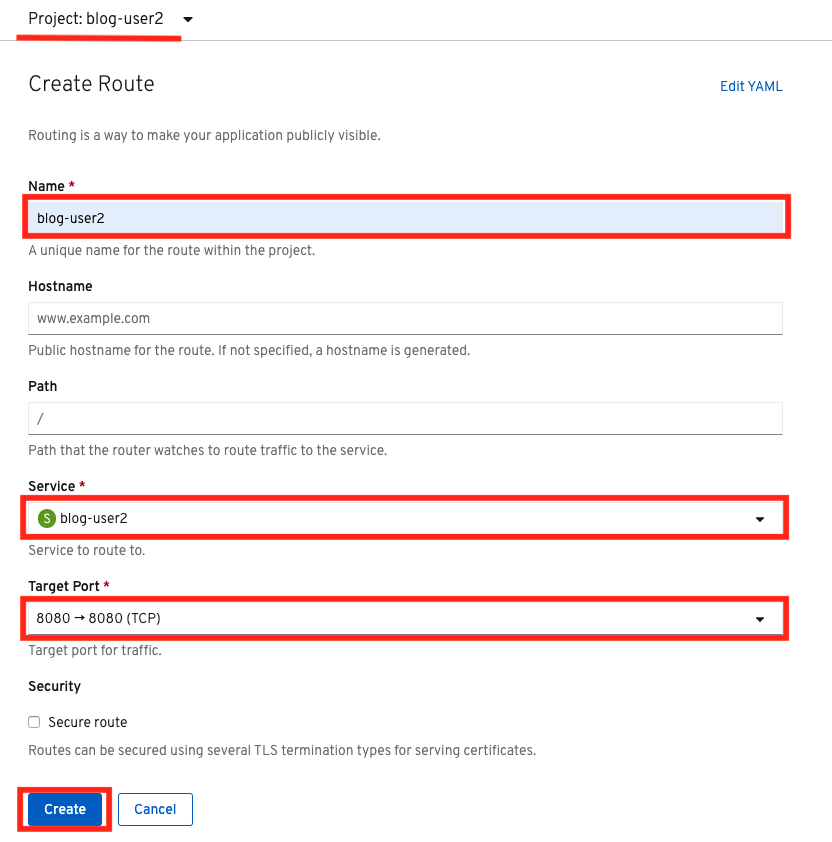 Project: blog-user2
Create Route
Edit YAML
Routing is a way to make your application publicly visible.
Name *
blog-user2
A unique name for the route within the project.
Hostname
www.example.com
Public hostname for the route. If not specified, a hostname is generated.
Path
/
Path that the router watches to route traffic to the service.
Service *
S blog-user2
Service to route to.
Target Port *
8080 → 8080 (TCP)
Target port for traffic.
Security
Secure route
Routes can be secured using several TLS termination types for serving certificates.
Create
Cancel